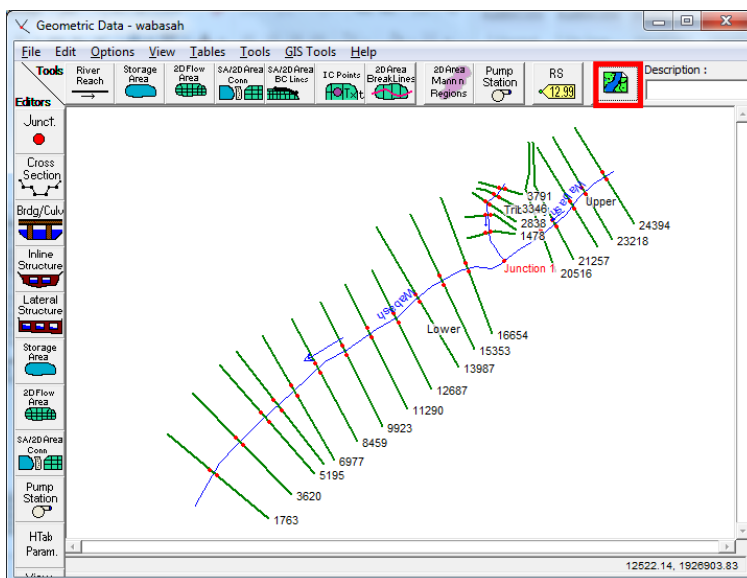 Geometric Data - wabasah
File Edit Options View Tables Tools GIS Tools Help
Tools
Editors
River
Reach
Storage
Area
2D Flow
Area
SA/2D Area
Conn
SA/2D Area
BC Lines
IC Points
2D Area
BreakLines
2D Area
Mann n
Regions
Pump
Station
RS
12.99
Description :
Junct.
Cross
Section
Brdg/Culv
Inline
Structure
Lateral
Structure
Storage
Area
2D Flow
Area
SA/2D Area
Conn
Pump
Station
HTab
Param.
3791
Trib
3346
2838
1478
Upper
24394
23218
21257
20516
Junction 1
Wabash
Lower
16654
15353
13987
12687
11290
9923
8459
6977
5195
3620
1763
12522.14, 1926903.83